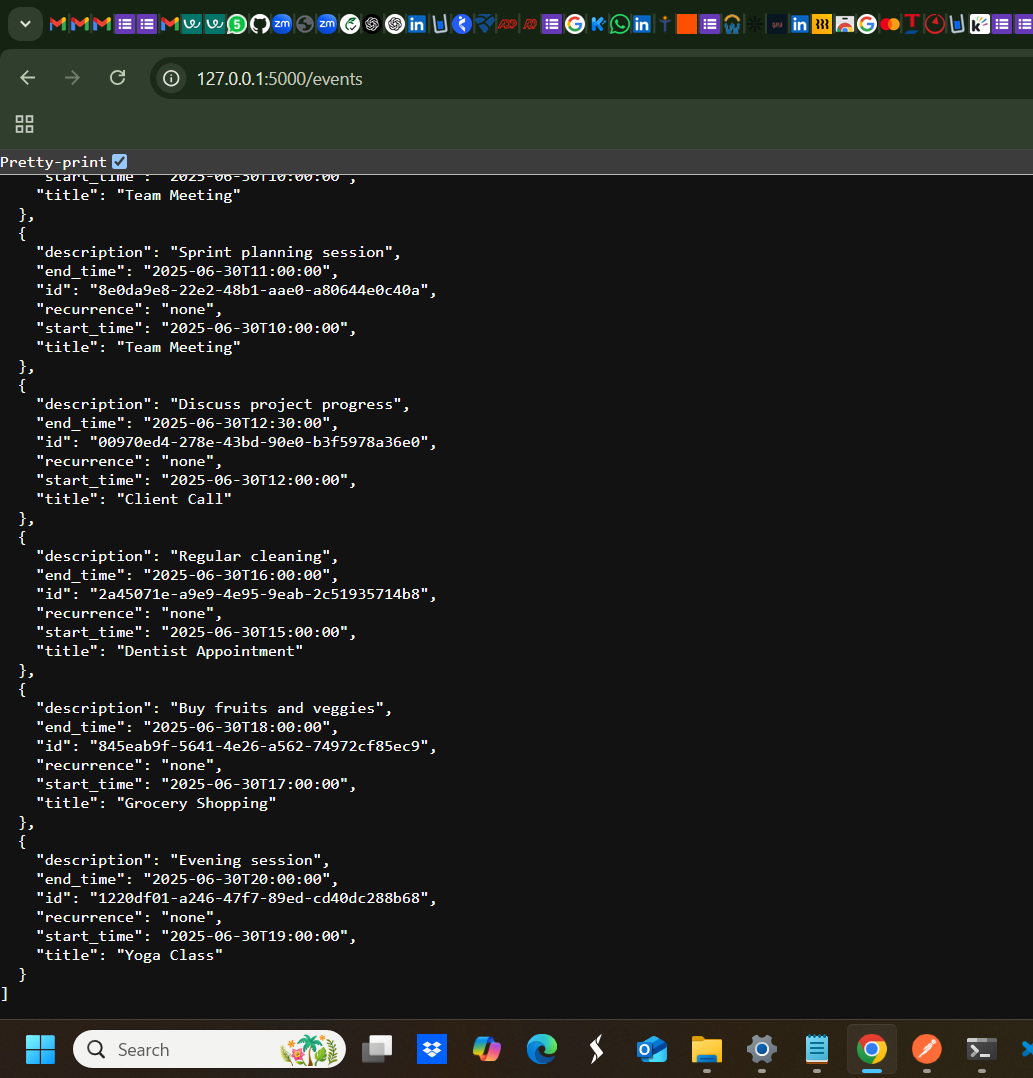 127.0.0.1:5000/events
Pretty-print
"start_time": "2025-06-30T10:00:00",
"title": "Team Meeting"
},
{
"description": "Sprint planning session",
"end_time": "2025-06-30T11:00:00",
"id": "8e0da9e8-22e2-48b1-aae0-a80644e0c40a",
"recurrence": "none",
"start_time": "2025-06-30T10:00:00",
"title": "Team Meeting"
},
{
"description": "Discuss project progress",
"end_time": "2025-06-30T12:30:00",
"id": "00970ed4-278e-43bd-90e0-b3f5978a36e0",
"recurrence": "none",
"start_time": "2025-06-30T12:00:00",
"title": "Client Call"
},
{
"description": "Regular cleaning",
"end_time": "2025-06-30T16:00:00",
"id": "2a45071e-a9e9-4e95-9eab-2c51935714b8",
"recurrence": "none",
"start_time": "2025-06-30T15:00:00",
"title": "Dentist Appointment"
},
{
"description": "Buy fruits and veggies",
"end_time": "2025-06-30T18:00:00",
"id": "845eab9f-5641-4e26-a562-74972cf85ec9",
"recurrence": "none",
"start_time": "2025-06-30T17:00:00",
"title": "Grocery Shopping"
},
{
"description": "Evening session",
"end_time": "2025-06-30T20:00:00",
"id": "1220df01-a246-47f7-89ed-cd40dc288b68",
"recurrence": "none",
"start_time": "2025-06-30T19:00:00",
"title": "Yoga Class"
}
]
Search